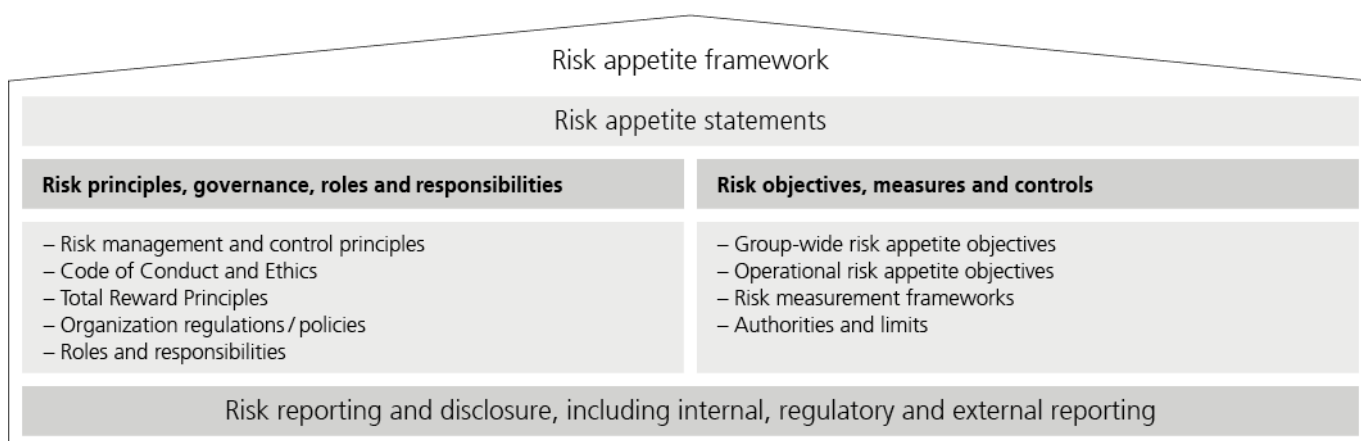 Risk appetite framework
Risk appetite statements
Risk principles, governance, roles and responsibilities
– Risk management and control principles
– Code of Conduct and Ethics
– Total Reward Principles
– Organization regulations / policies
– Roles and responsibilities
Risk objectives, measures and controls
– Group-wide risk appetite objectives
– Operational risk appetite objectives
– Risk measurement frameworks
– Authorities and limits
Risk reporting and disclosure, including internal, regulatory and external reporting